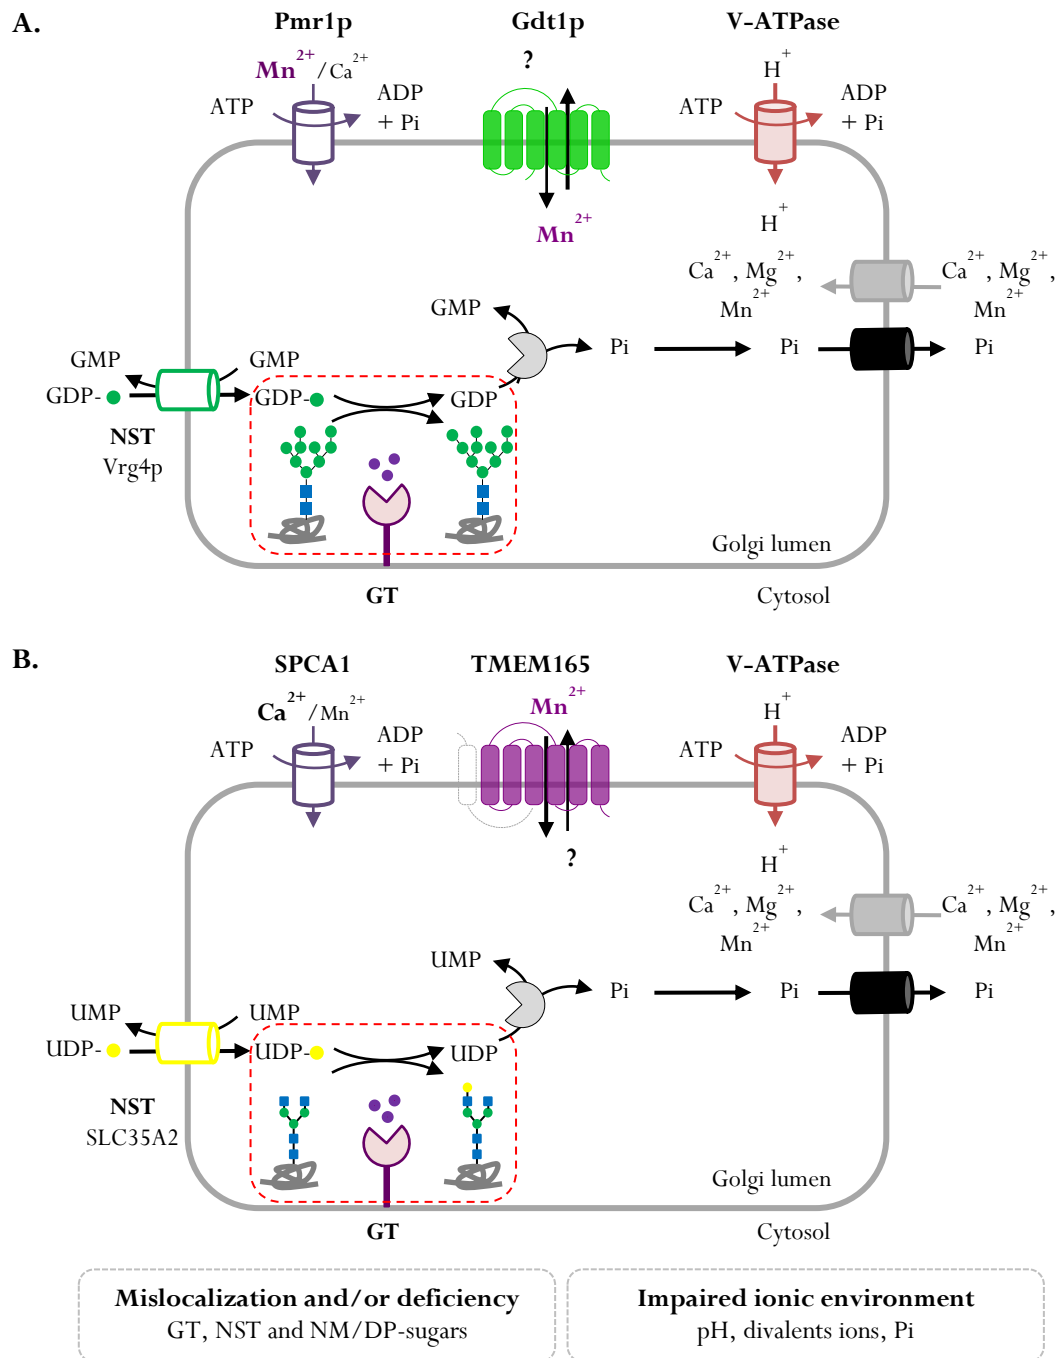 A.
Pmr1p
Gdt1p
V-ATPase
Mn2+/Ca2+
?
H+
ATP
ADP
+ Pi
ATP
ADP
+ Pi
Mn2+
H+
Ca2+, Mg2+,
Mn2+
Ca2+, Mg2+,
Mn2+
GMP
Pi
Pi
Pi
GMP
GMP
GDP-
GDP-
GDP
NST
Vrg4p
Golgi lumen
GT
Cytosol
B.
SPCA1
TMEM165
V-ATPase
Ca2+/Mn2+
Mn2+
H+
ATP
ADP
+ Pi
ATP
ADP
+ Pi
?
H+
Ca2+, Mg2+,
Mn2+
Ca2+, Mg2+,
Mn2+
UMP
Pi
Pi
Pi
UMP
UMP
UDP-
UDP-
UDP
NST
SLC35A2
Golgi lumen
GT
Cytosol
Mislocalization and/or deficiency
GT, NST and NM/DP-sugars
Impaired ionic environment
pH, divalents ions, Pi